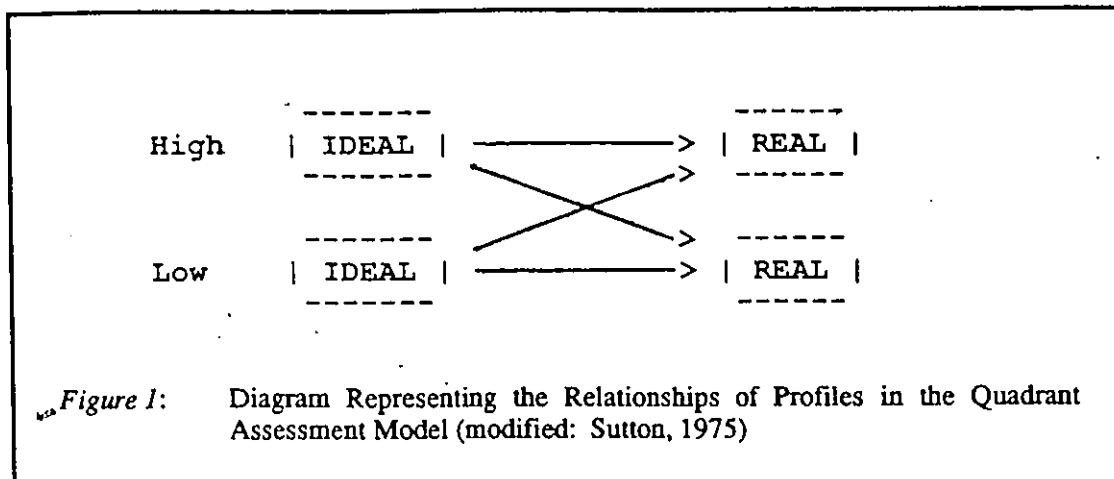 High | IDEAL | > | REAL |
>
>
Low | IDEAL | > | REAL |
Figure 1: Diagram Representing the Relationships of Profiles in the Quadrant
Assessment Model (modified: Sutton, 1975)